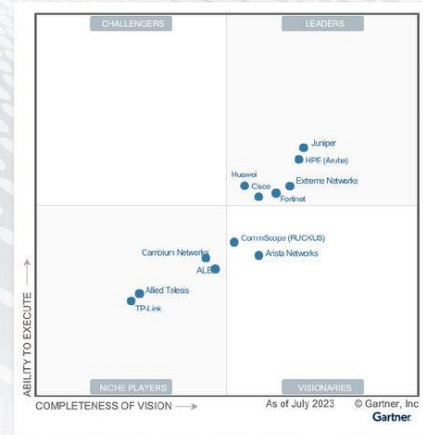 CHALLENGERS
LEADERS
Juniper
HPE (Aruba)
Huawei
Extreme Networks
Cisco
Fortinet
CommScope (RUCKUS)
Cambium Networks
Arista Networks
ALE
Allied Telesis
TP-Link
ABILITY TO EXECUTE
NICHE PLAYERS
VISIONARIES
COMPLETENESS OF VISION
As of July 2023
© Gartner, Inc
Gartner